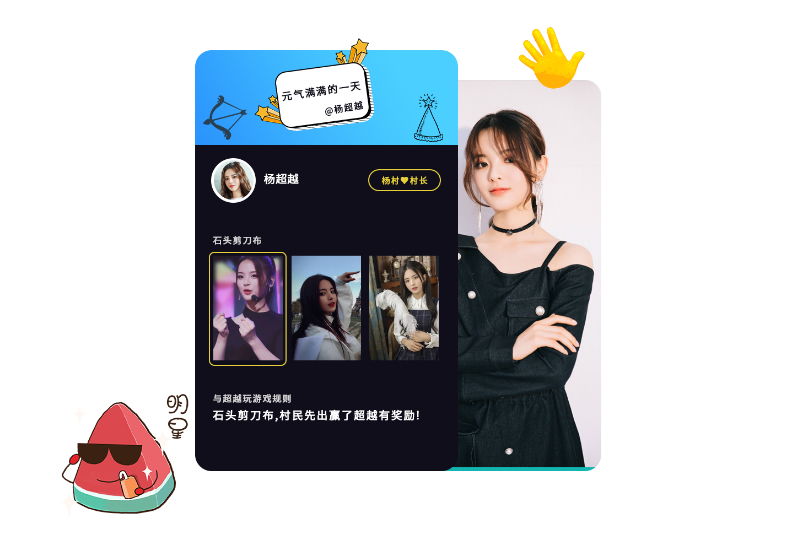 元气满满的一天
@杨超越
杨超越
杨村♥村长
石头剪刀布
与超越玩游戏规则
石头剪刀布,村民先出赢了超越有奖励!
明
星